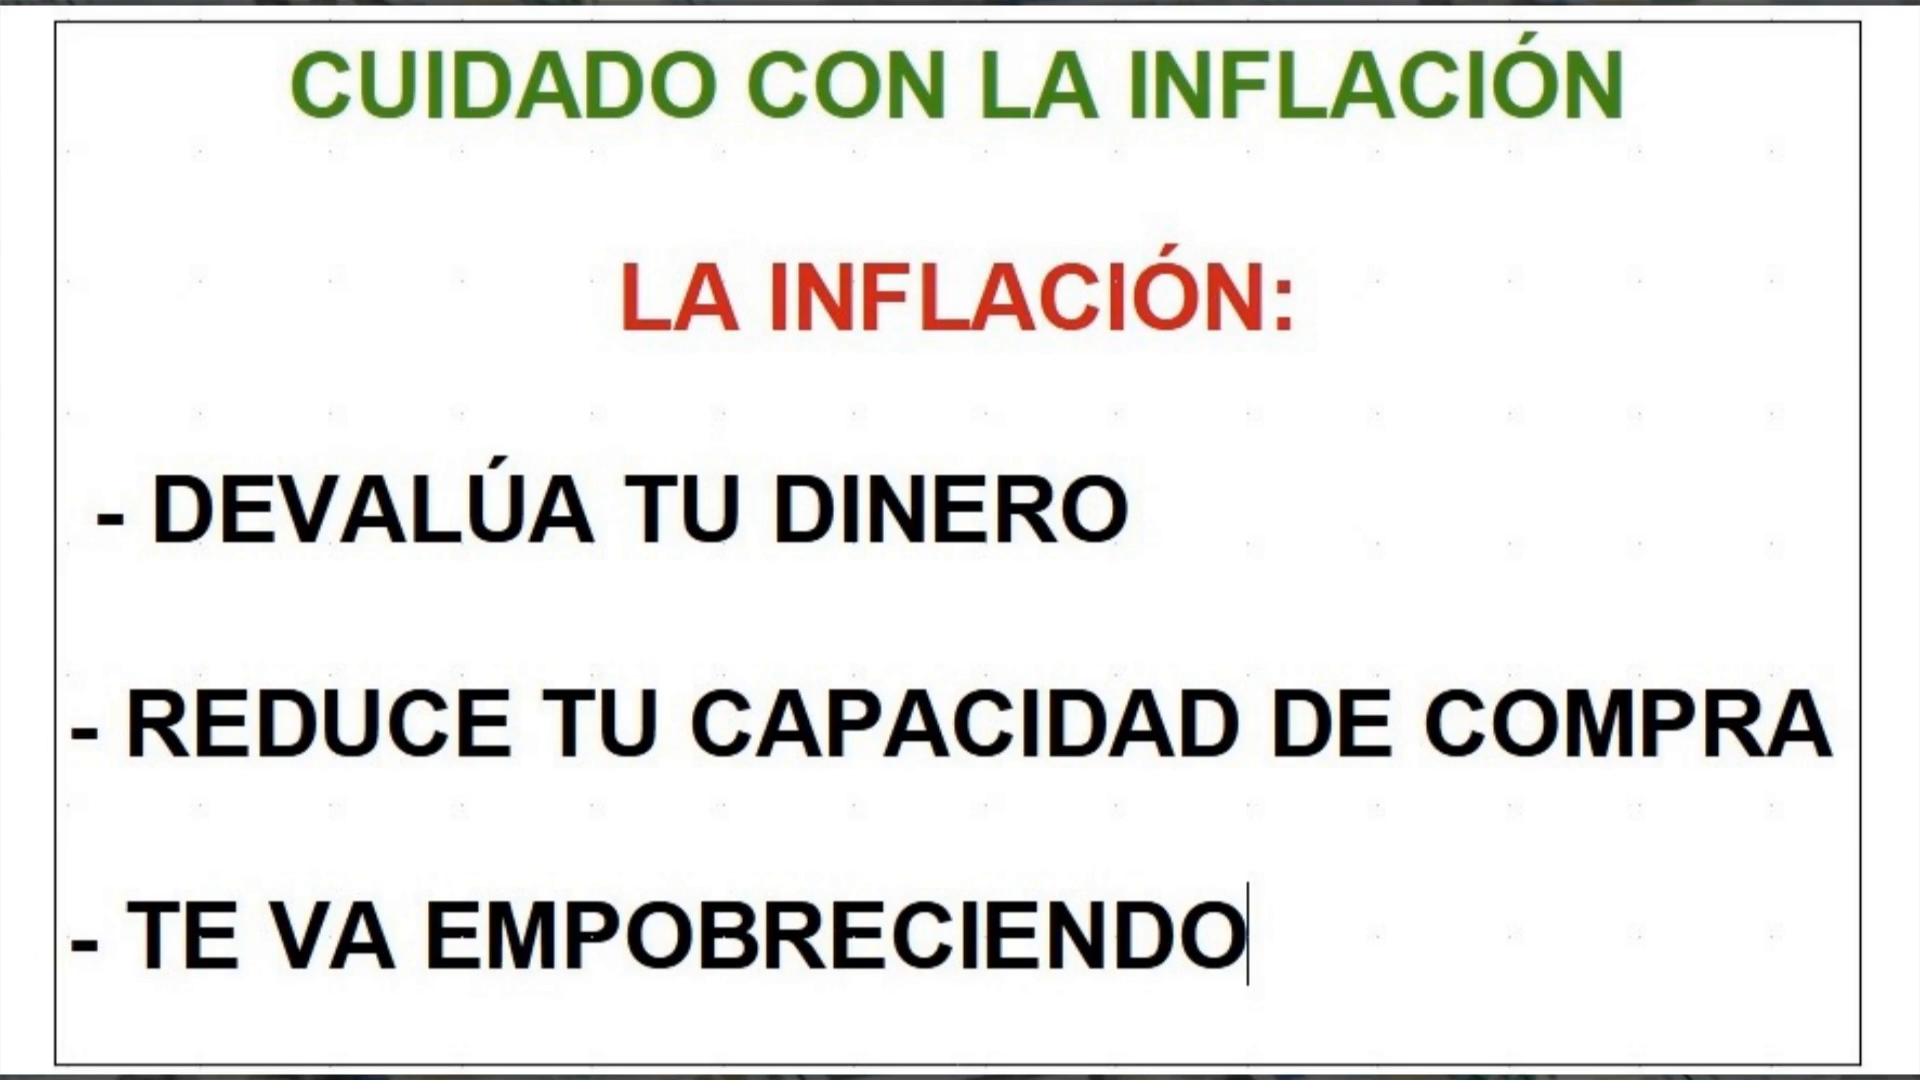 CUIDADO CON LA INFLACIÓN
LA INFLACIÓN:
- DEVALÚA TU DINERO
- REDUCE TU CAPACIDAD DE COMPRA
- TE VA EMPOBRECIENDO